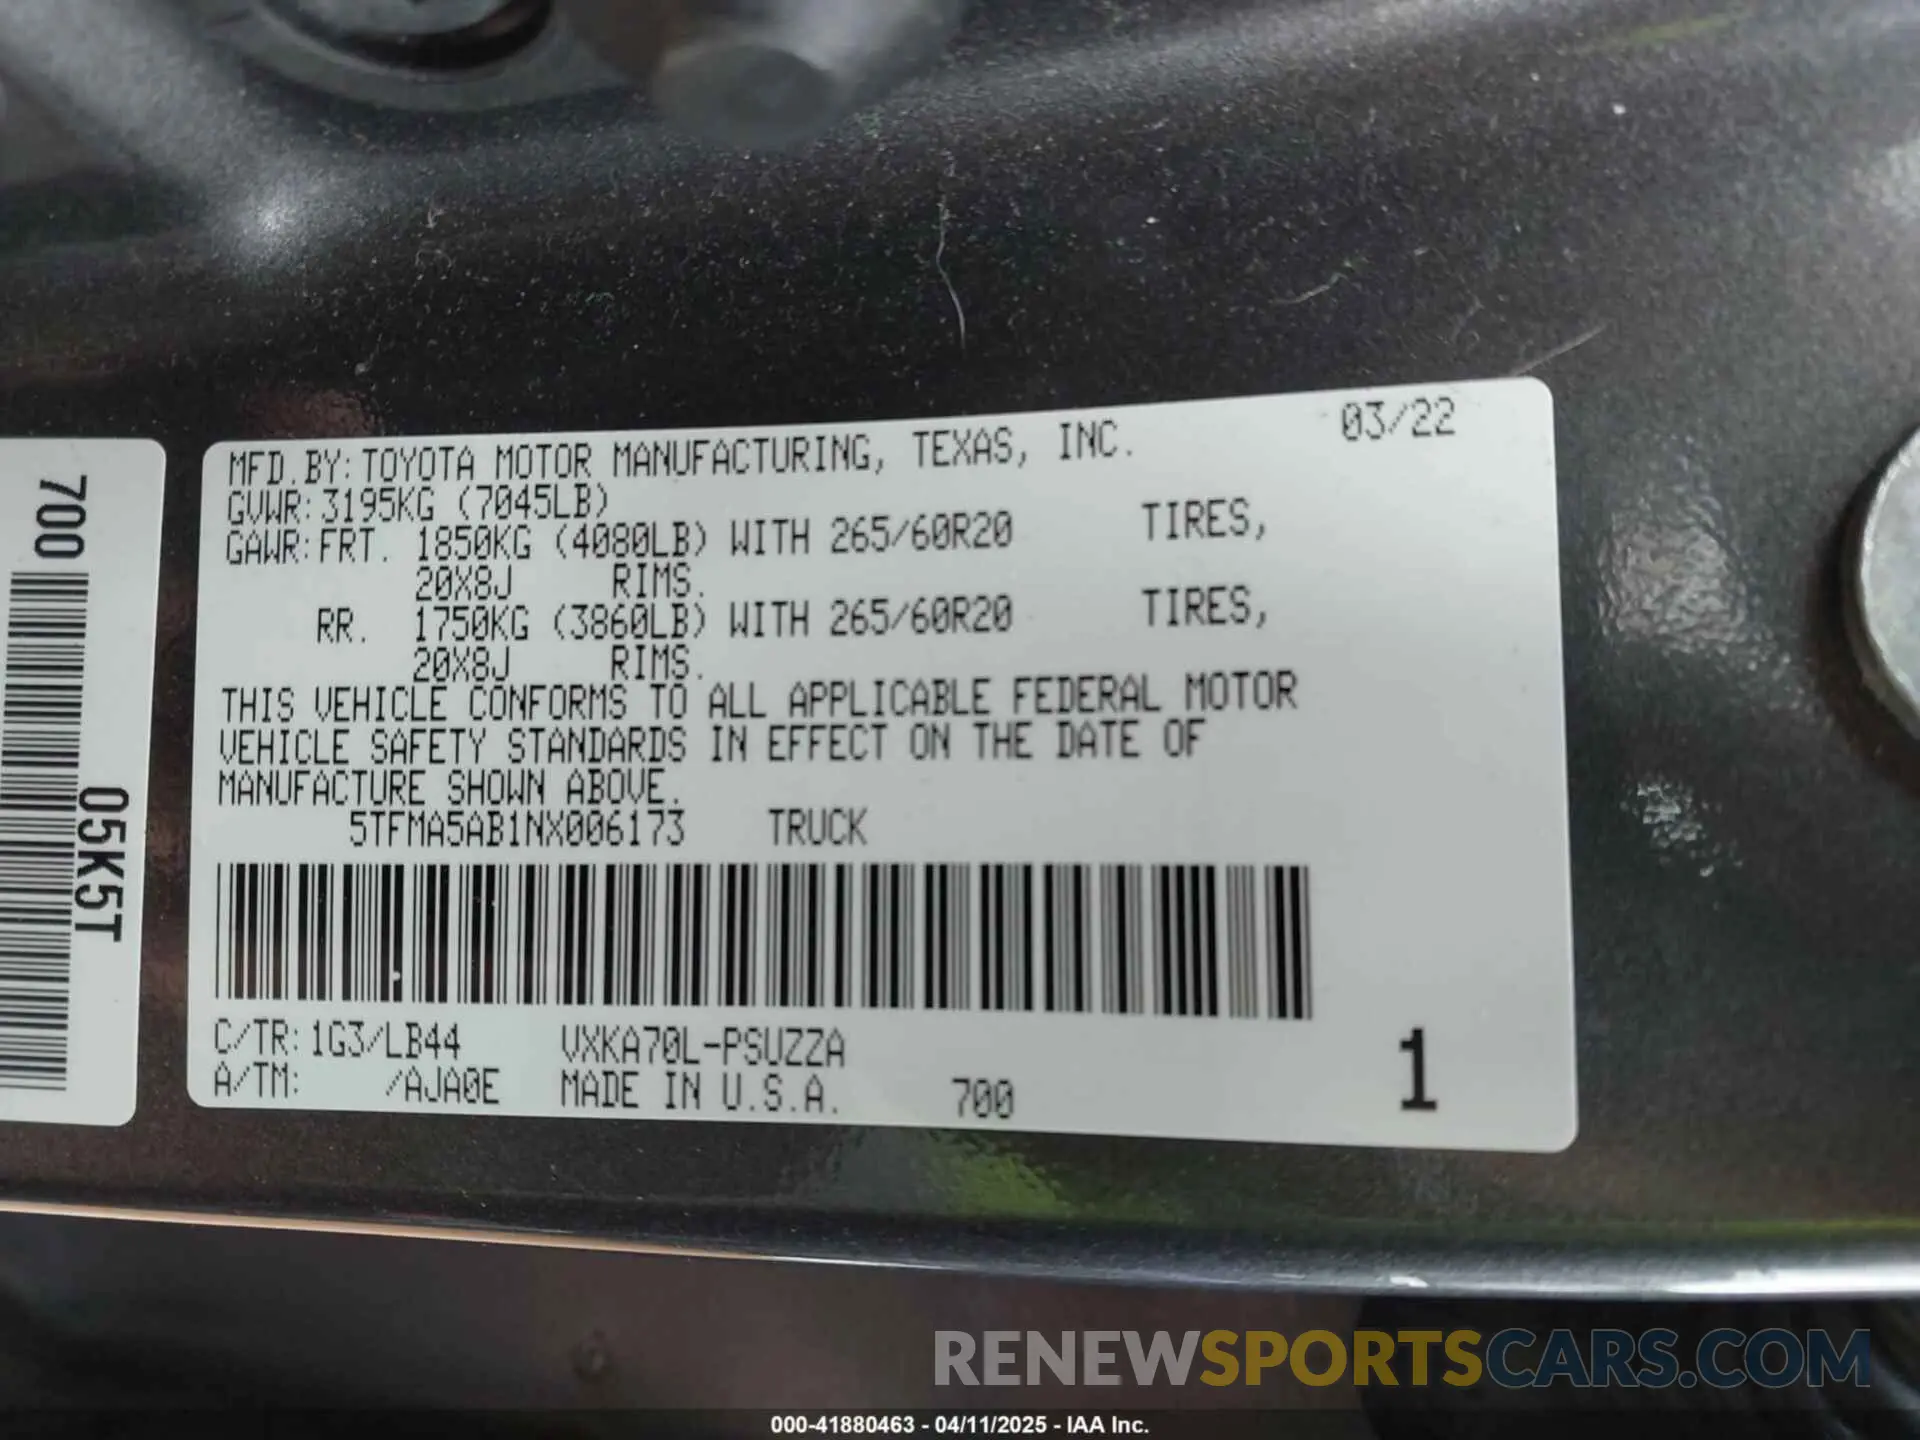 MFD.BY:TOYOTA MOTOR MANUFACTURING, TEXAS, INC. 03/22
GVWR:3195KG (7045LB)
GAWR:FRT. 1850KG (4080LB) WITH 265/60R20 TIRES,
20X8J RIMS.
RR. 1750KG (3860LB) WITH 265/60R20 TIRES,
20X8J RIMS.
THIS VEHICLE CONFORMS TO ALL APPLICABLE FEDERAL MOTOR
VEHICLE SAFETY STANDARDS IN EFFECT ON THE DATE OF
MANUFACTURE SHOWN ABOVE.
5TFMA5AB1NX006173 TRUCK
C/TR:1G3/LB44 VXKA70L-PSUZZA
A/TM: /AJA0E MADE IN U.S.A. 700 1
700
05K5T
RENEWSPORTSCARS.COM
000-41880463 - 04/11/2025 - IAA Inc.